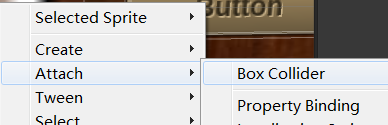 Selected Sprite
Button
Create
Attach
Box Collider
Tween
Property Binding
Select